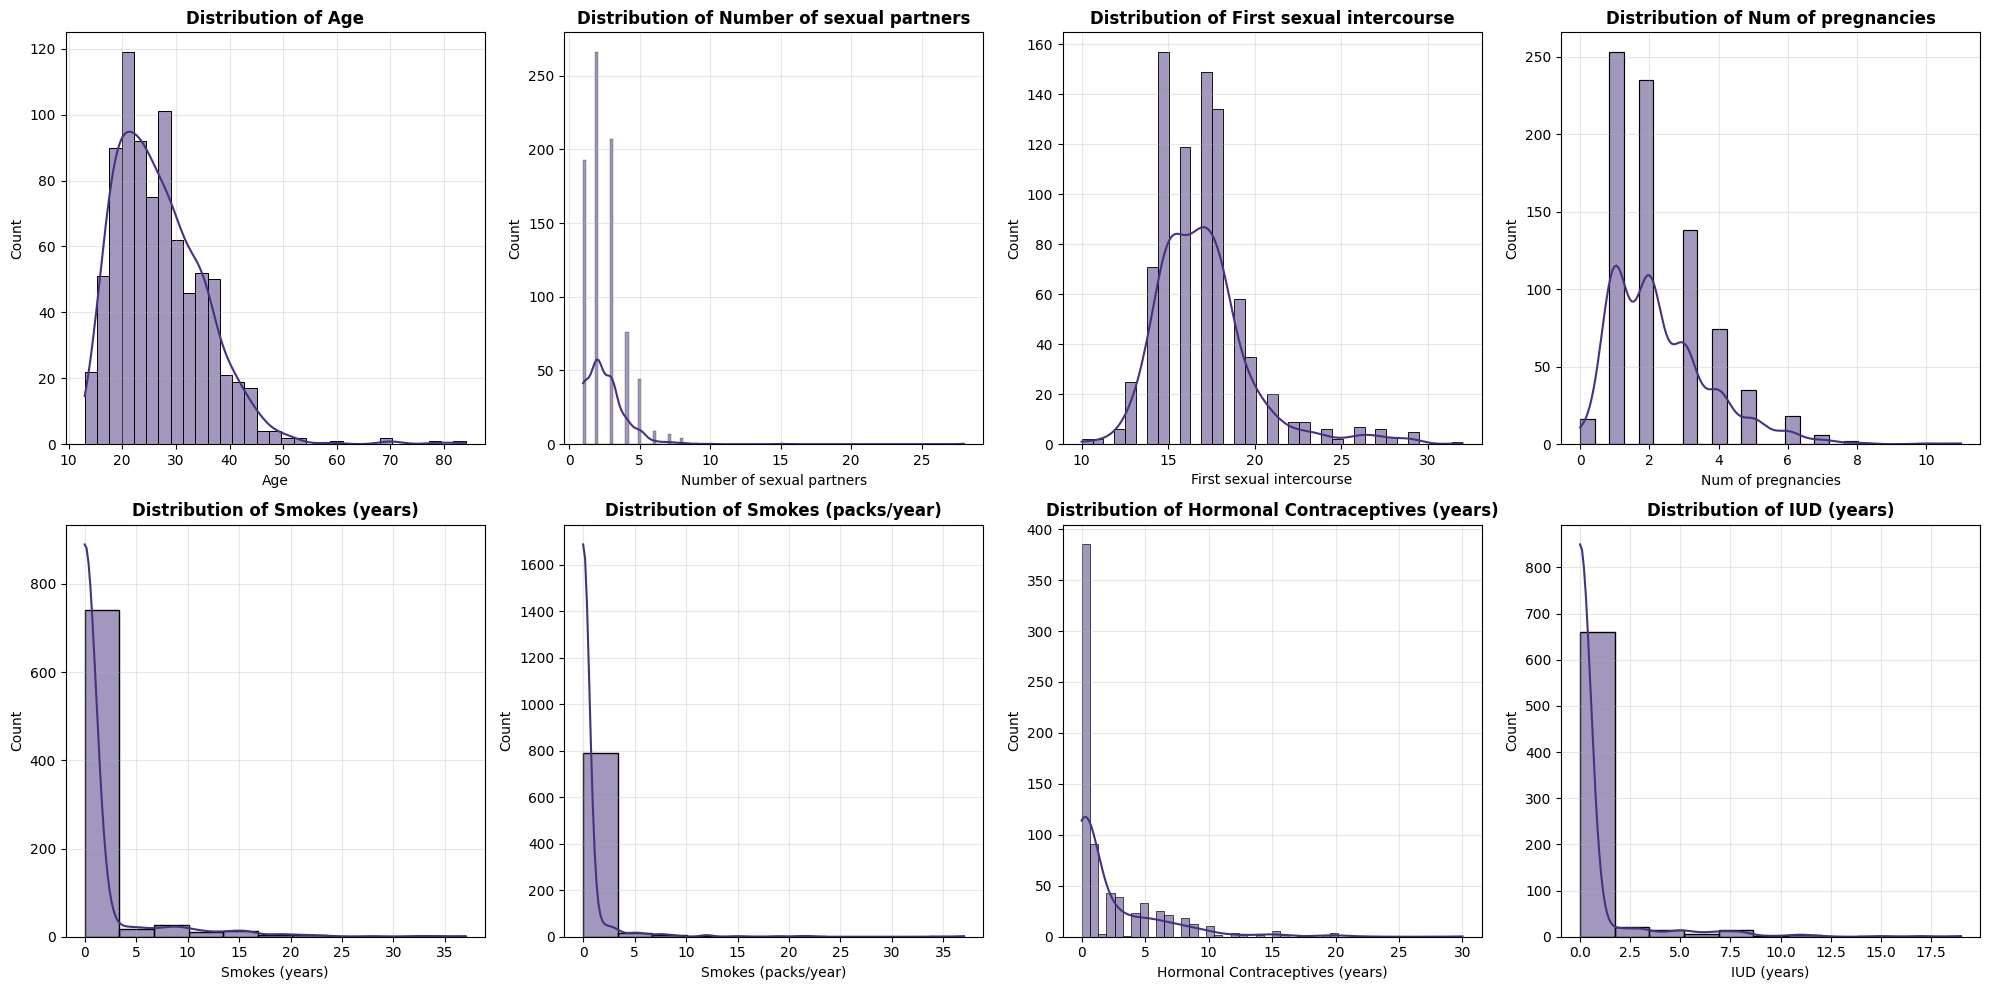 Distribution of Age
120
100
80
60
40
20
0
Count
10 20 30 40 50 60 70 80
Age
Distribution of Number of sexual partners
250
200
150
100
50
0
Count
0 5 10 15 20 25
Number of sexual partners
Distribution of First sexual intercourse
160
140
120
100
80
60
40
20
0
Count
10 15 20 25 30
First sexual intercourse
Distribution of Num of pregnancies
250
200
150
100
50
0
Count
0 2 4 6 8 10
Num of pregnancies
Distribution of Smokes (years)
800
600
400
200
0
Count
0 5 10 15 20 25 30 35
Smokes (years)
Distribution of Smokes (packs/year)
1600
1400
1200
1000
800
600
400
200
0
Count
0 5 10 15 20 25 30 35
Smokes (packs/year)
Distribution of Hormonal Contraceptives (years)
400
350
300
250
200
150
100
50
0
Count
0 5 10 15 20 25 30
Hormonal Contraceptives (years)
Distribution of IUD (years)
800
700
600
500
400
300
200
100
0
Count
0.0 2.5 5.0 7.5 10.0 12.5 15.0 17.5
IUD (years)